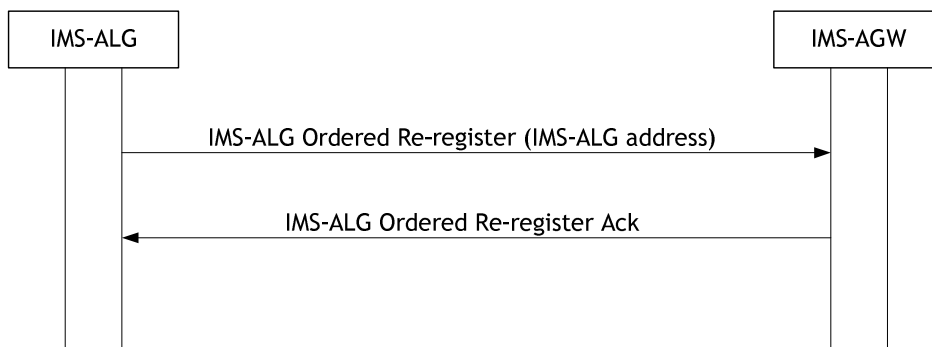 IMS-ALG
IMS-AGW
IMS-ALG Ordered Re-register (IMS-ALG address)
IMS-ALG Ordered Re-register Ack